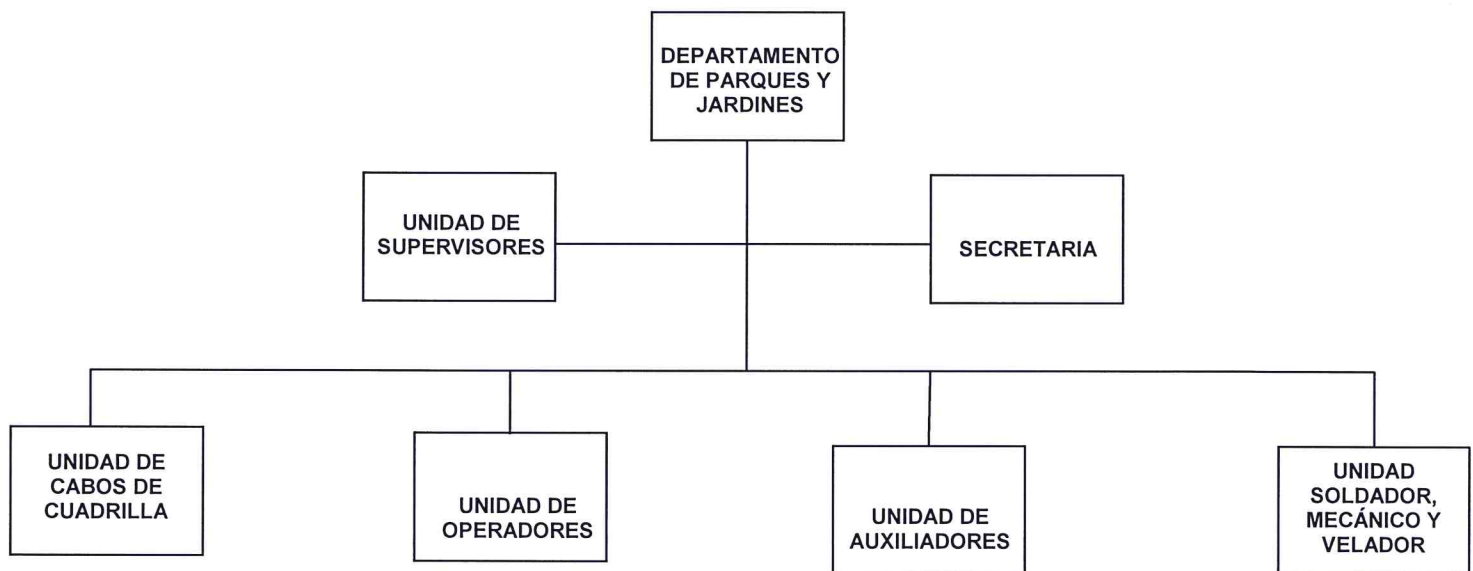 DEPARTAMENTO
DE PARQUES Y
JARDINES
UNIDAD DE
SUPERVISORES
SECRETARIA
UNIDAD DE
CABOS DE
CUADRILLA
UNIDAD DE
OPERADORES
UNIDAD DE
AUXILIADORES
UNIDAD
SOLDADOR,
MECÁNICO Y
VELADOR